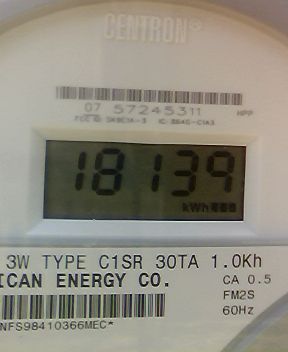 CENTRON®
07 57245311 HPP
18139
kWh
3W TYPE C1SR 30TA 1.0Kh
ICAN ENERGY CO. CA 0.5
FM2S
60Hz
NFS98410366MEC*